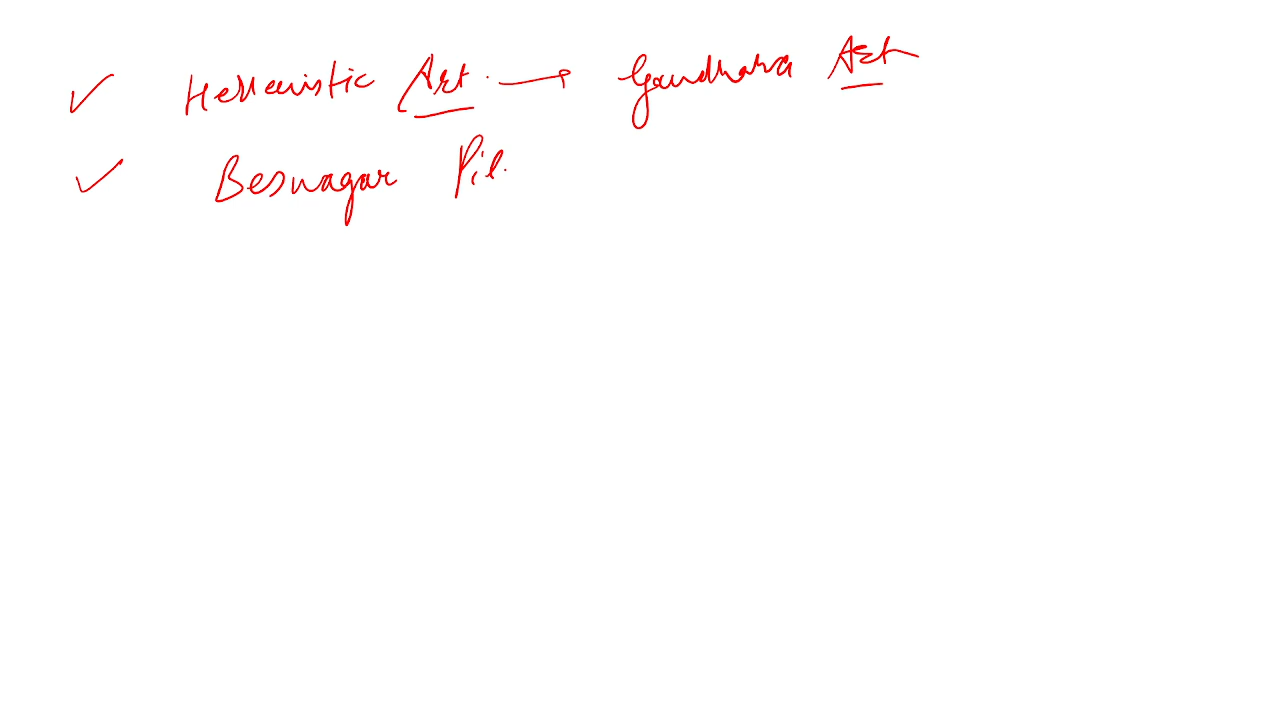 ✓ Hellenistic Art. → Gandhara Art
✓ Besnagar Pil.